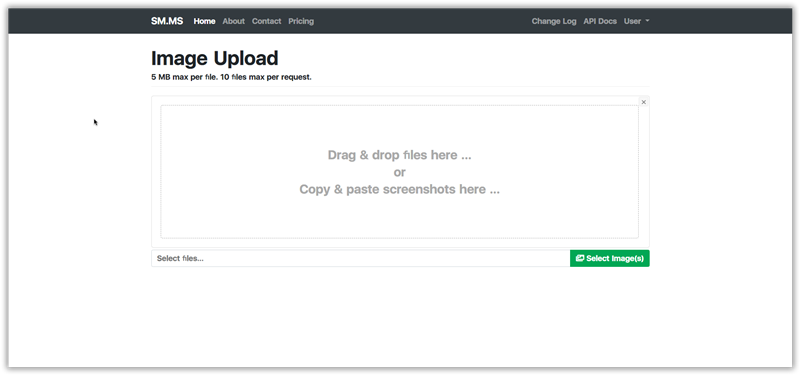 SM.MS Home About Contact Pricing Change Log API Docs User
Image Upload
5 MB max per file. 10 files max per request.
×
Drag & drop files here ...
or
Copy & paste screenshots here ...
Select files...
Select Image(s)